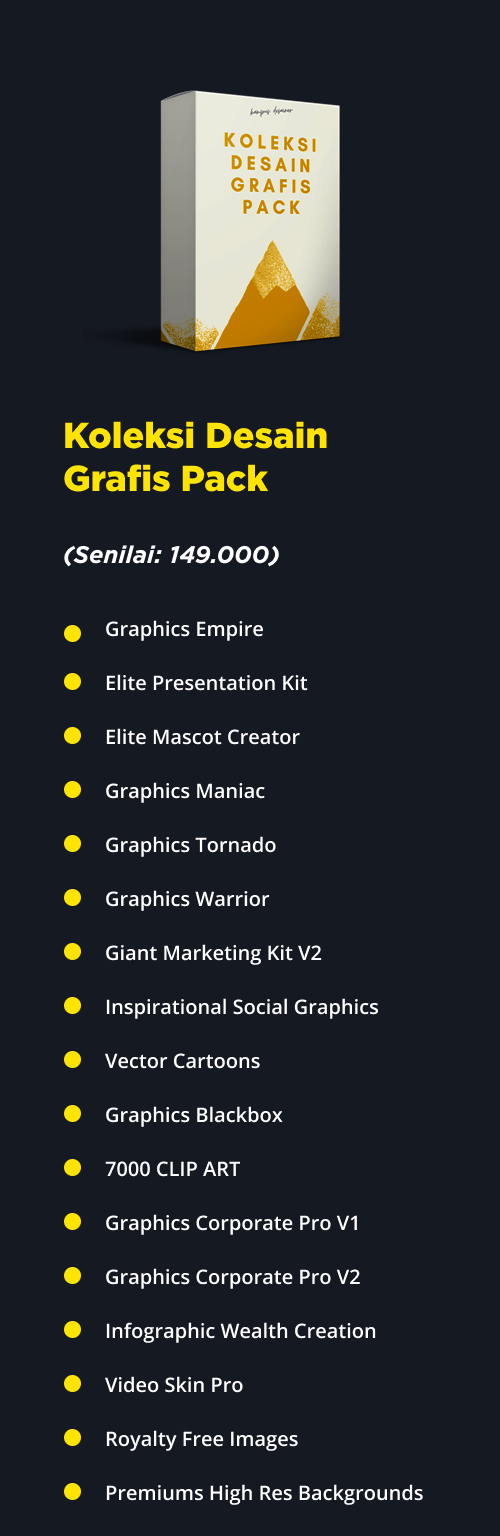 KOLEKSI
DESAIN
GRAFIS
PACK
Koleksi Desain
Grafis Pack
(Senilai: 149.000)
Graphics Empire
Elite Presentation Kit
Elite Mascot Creator
Graphics Maniac
Graphics Tornado
Graphics Warrior
Giant Marketing Kit V2
Inspirational Social Graphics
Vector Cartoons
Graphics Blackbox
7000 CLIP ART
Graphics Corporate Pro V1
Graphics Corporate Pro V2
Infographic Wealth Creation
Video Skin Pro
Royalty Free Images
Premiums High Res Backgrounds